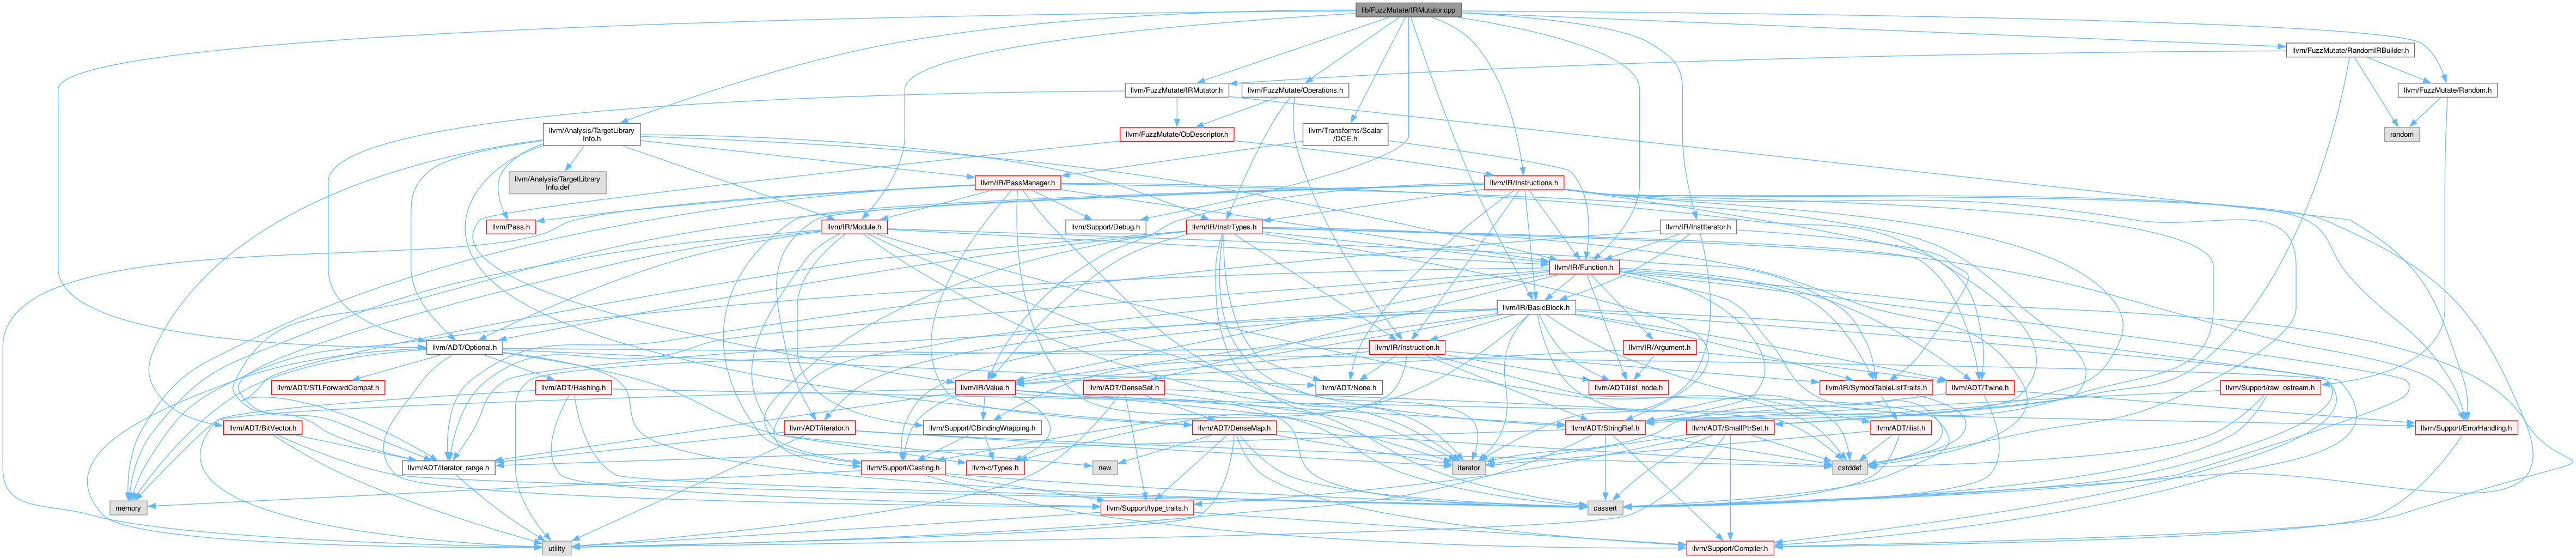 lib/FuzzMutate/IRMutator.cpp
llvm/FuzzMutate/RandomIRBuilder.h
llvm/FuzzMutate/IRMutator.h
llvm/FuzzMutate/Operations.h
llvm/FuzzMutate/Random.h
llvm/Analysis/TargetLibrary
Info.h
llvm/FuzzMutate/OpDescriptor.h
llvm/Transforms/Scalar
/DCE.h
random
llvm/Analysis/TargetLibrary
Info.def
llvm/IR/PassManager.h
llvm/IR/Instructions.h
llvm/Pass.h
llvm/IR/Module.h
llvm/Support/Debug.h
llvm/IR/InstrTypes.h
llvm/IR/InstIterator.h
llvm/IR/Function.h
llvm/IR/BasicBlock.h
llvm/ADT/Optional.h
llvm/IR/Instruction.h
llvm/IR/Argument.h
llvm/ADT/STLForwardCompat.h
llvm/ADT/Hashing.h
llvm/IR/Value.h
llvm/ADT/DenseSet.h
llvm/ADT/None.h
llvm/ADT/ilist_node.h
llvm/IR/SymbolTableListTraits.h
llvm/ADT/Twine.h
llvm/Support/raw_ostream.h
llvm/ADT/BitVector.h
llvm/ADT/iterator.h
llvm/Support/CBindingWrapping.h
llvm/ADT/DenseMap.h
llvm/ADT/StringRef.h
llvm/ADT/SmallPtrSet.h
llvm/ADT/ilist.h
llvm/Support/ErrorHandling.h
llvm/ADT/iterator_range.h
llvm/Support/Casting.h
llvm-c/Types.h
new
iterator
cstddef
memory
llvm/Support/type_traits.h
cassert
utility
llvm/Support/Compiler.h